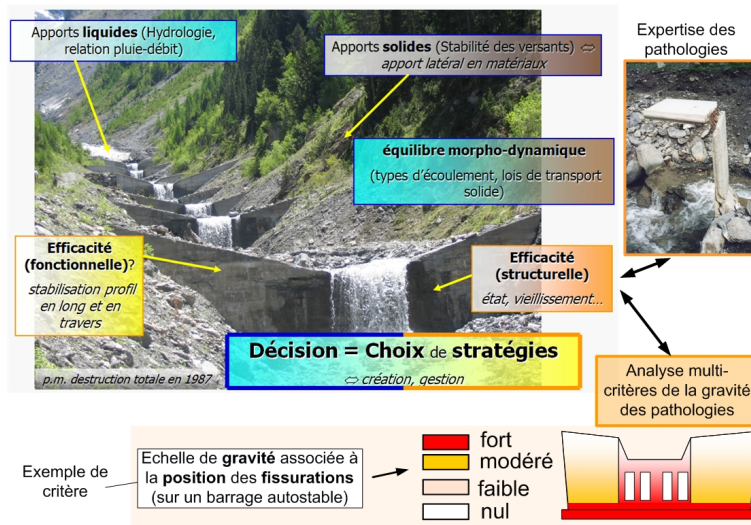 Apports liquides (Hydrologie,
relation pluie-débit)
Apports solides (Stabilité des versants) ⇔
apport latéral en matériaux
Expertise des
pathologies
équilibre morpho-dynamique
(types d'écoulement, lois de transport
solide)
Efficacité
(fonctionnelle)?
stabilisation profil
en long et en
travers
Efficacité
(structurelle)
état, vieillissement...
Décision = Choix de stratégies
⇔ création, gestion
p.m. destruction totale en 1987
Analyse multi-
critères de la gravité
des pathologies
Exemple de
critère
Echelle de gravité associée à
la position des fissurations
(sur un barrage autostable)
fort
modéré
faible
nul